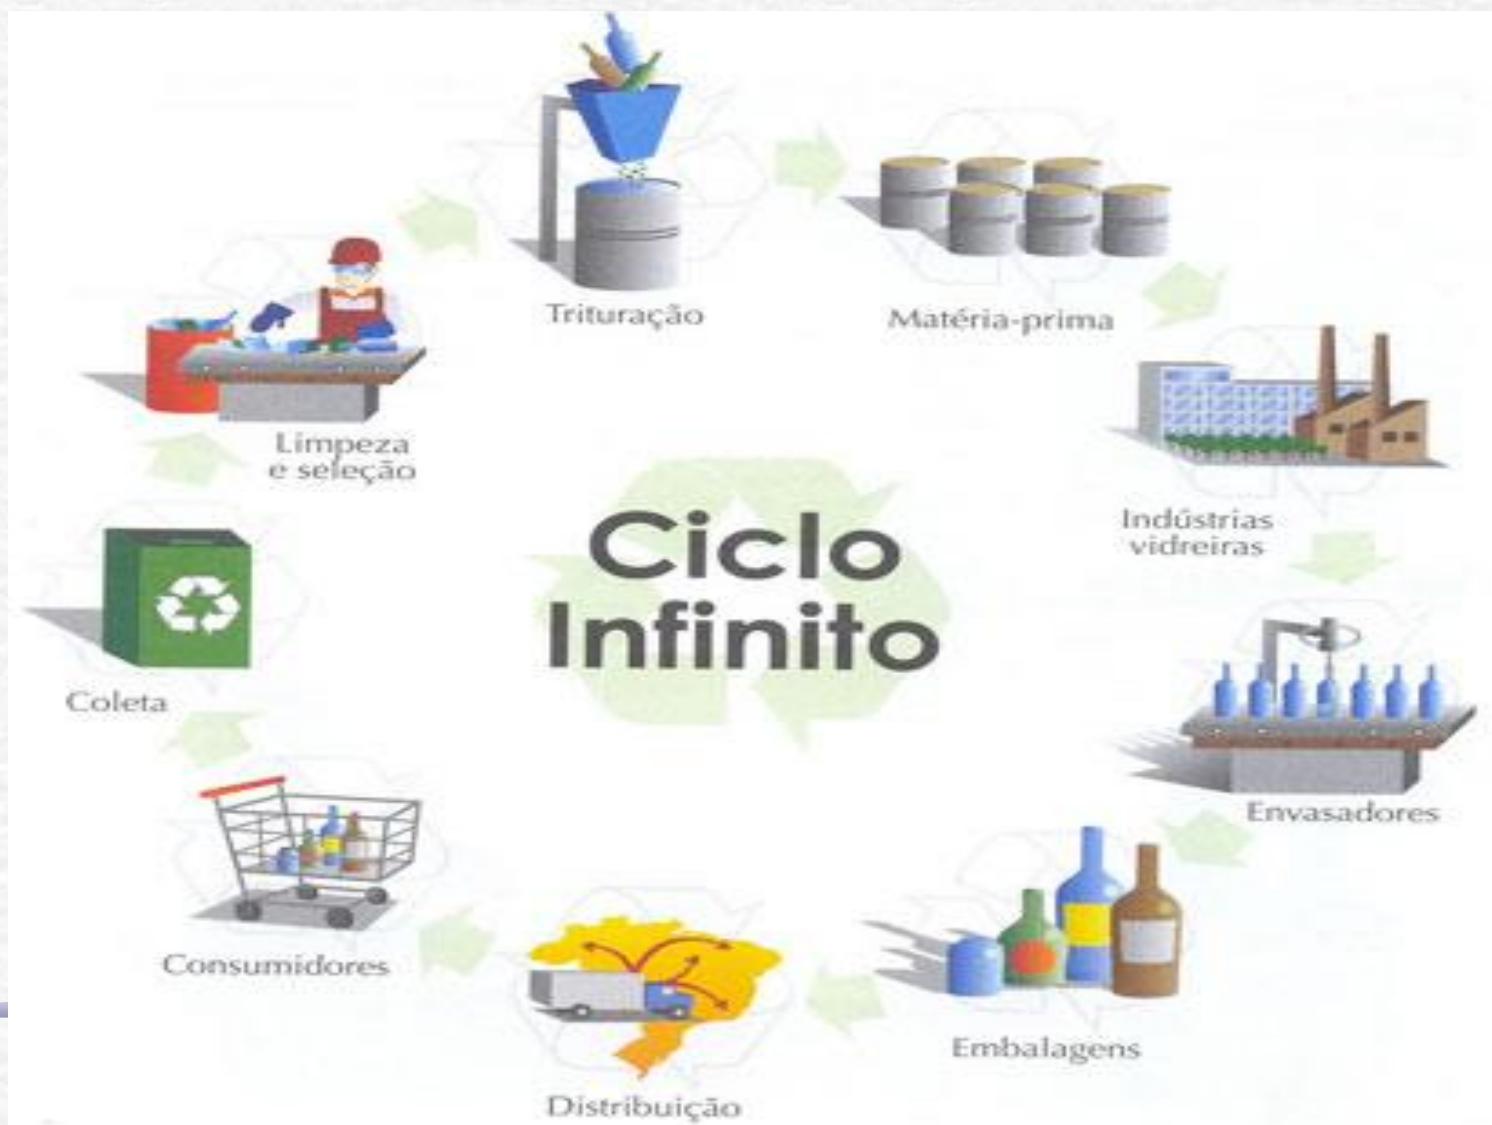 Trituração
Matéria-prima
Limpeza
e seleção
Indústrias
vidreiras
Ciclo
Infinito
Coleta
Envasadores
Consumidores
Embalagens
Distribuição